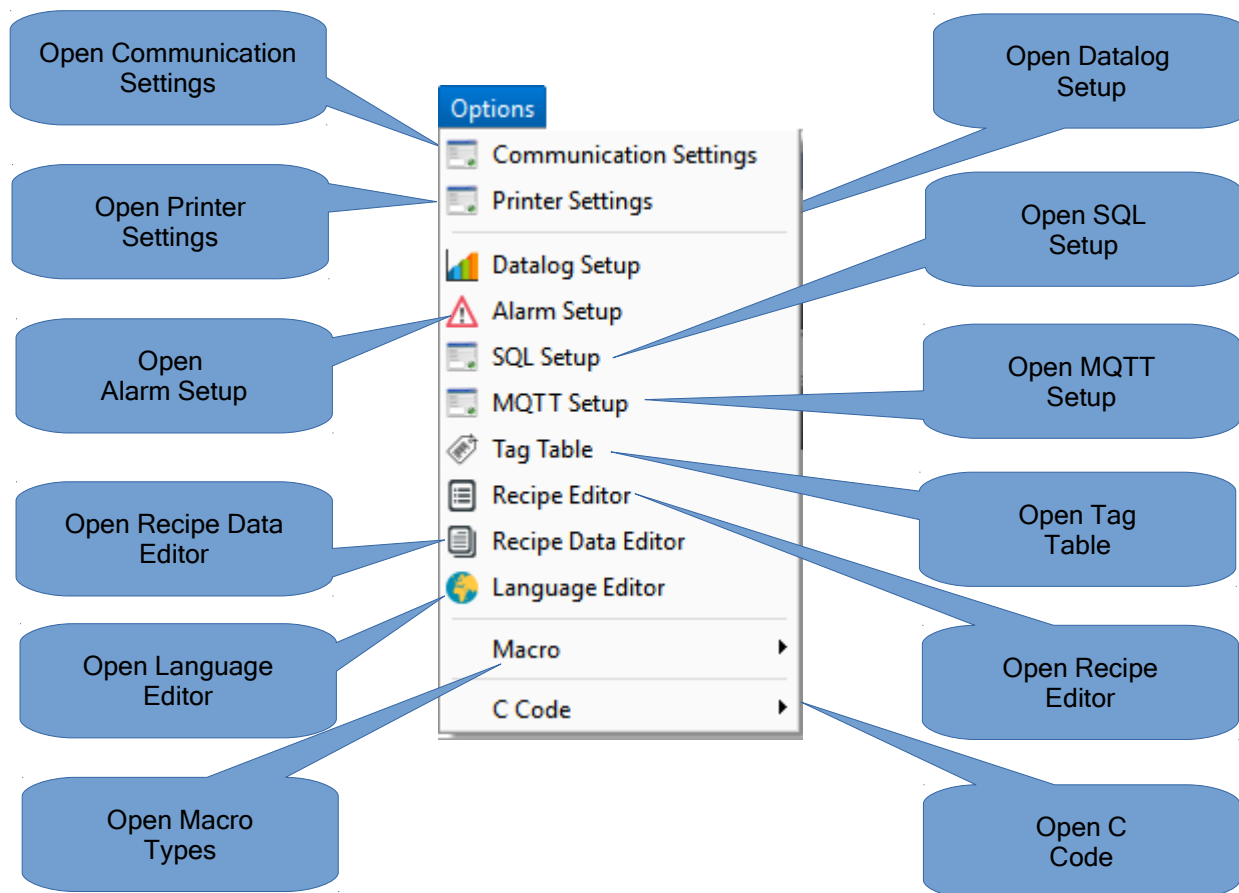 Open Communication
Settings
Open Datalog
Setup
Options
Communication Settings
Printer Settings
Open Printer
Settings
Open SQL
Setup
Datalog Setup
Alarm Setup
SQL Setup
MQTT Setup
Tag Table
Recipe Editor
Recipe Data Editor
Language Editor
Macro
C Code
Open
Alarm Setup
Open MQTT
Setup
Open Recipe Data
Editor
Open Tag
Table
Open Language
Editor
Open Recipe
Editor
Open Macro
Types
Open C
Code